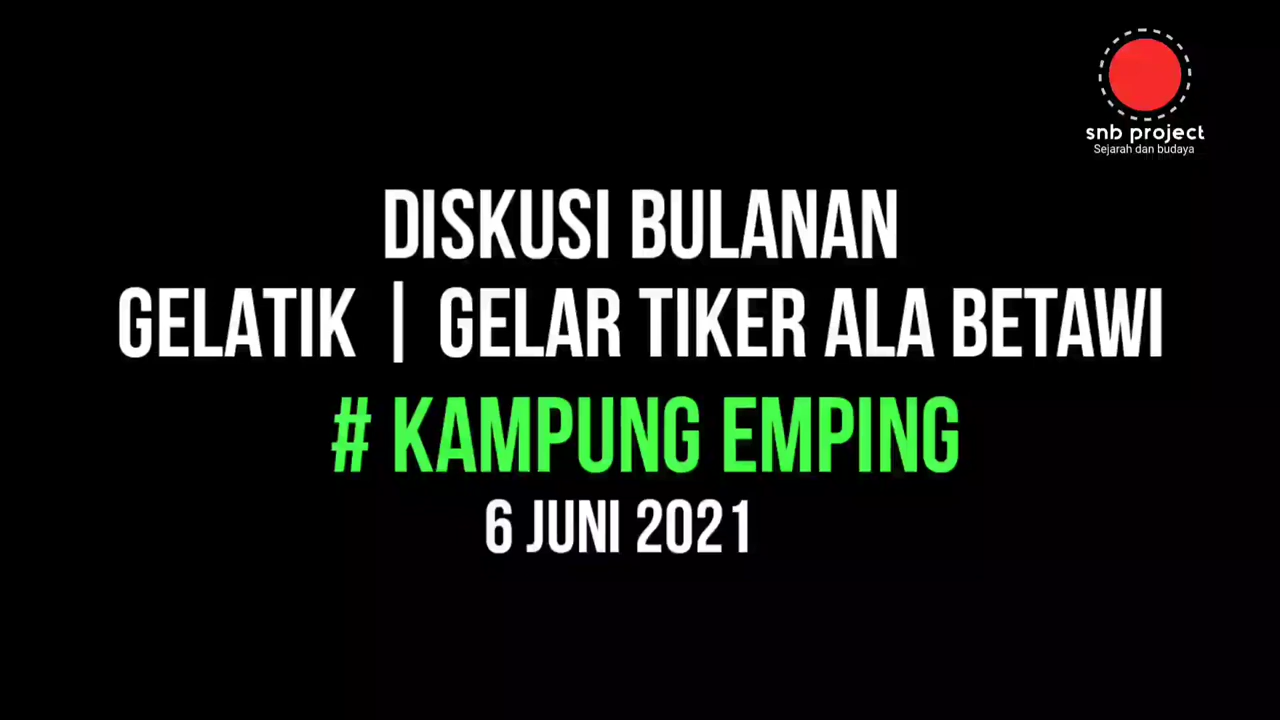 snb project
Sejarah dan budaya
DISKUSI BULANAN
GELATIK | GELAR TIKER ALA BETAWI
# KAMPUNG EMPING
6 JUNI 2021